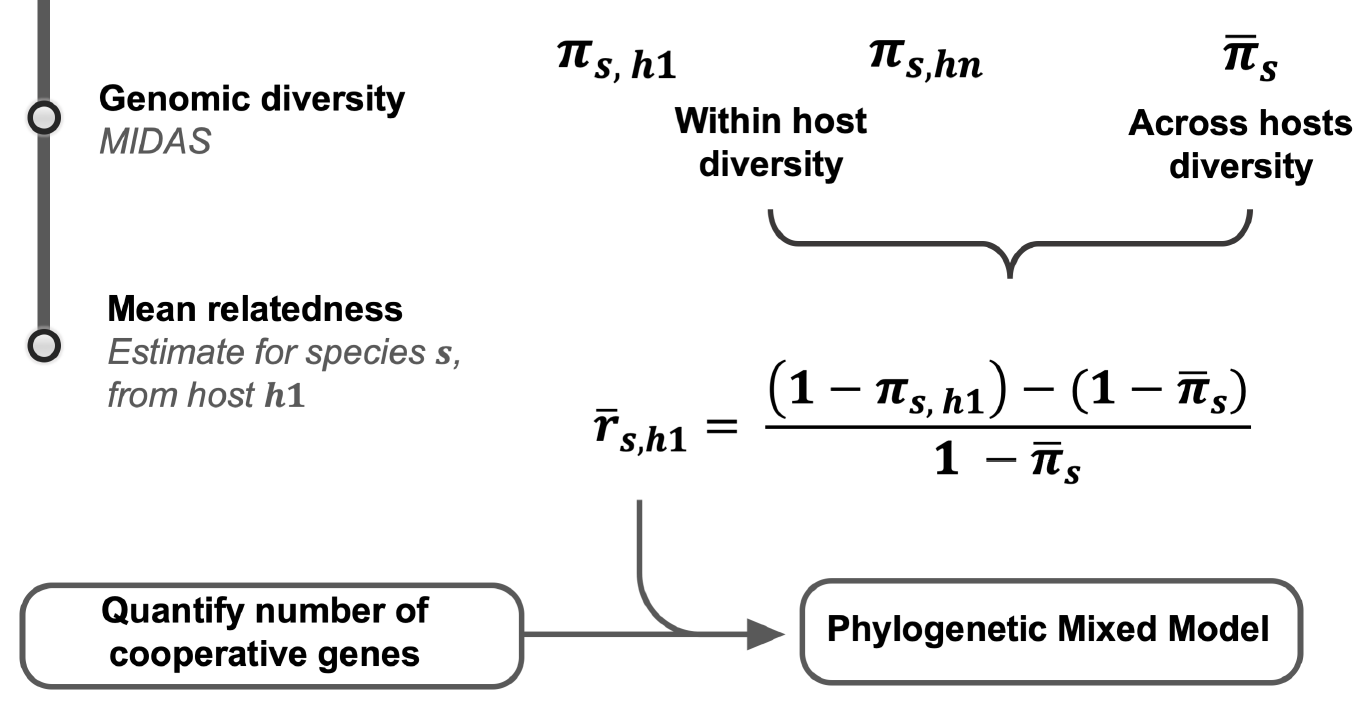 π_{s, h1} π_{s,hn} π̅_s
Genomic diversity
MIDAS
Within host
diversity
Across hosts
diversity
Mean relatedness
Estimate for species s,
from host h1
r̅_{s,h1} = \frac{(1 − π_{s, h1}) − (1 − π̅_s)}{1 − π̅_s}
Quantify number of
cooperative genes
Phylogenetic Mixed Model